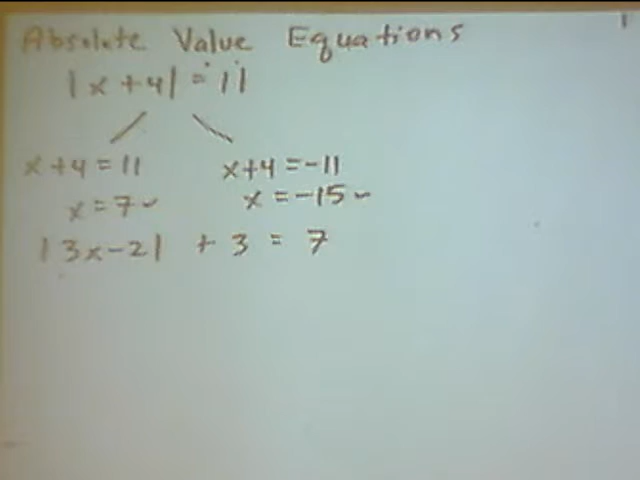 Absolute Value Equations
|x+4| = 11
x+4=11 x+4=-11
x=7 x=-15
|3x-2| + 3 = 7